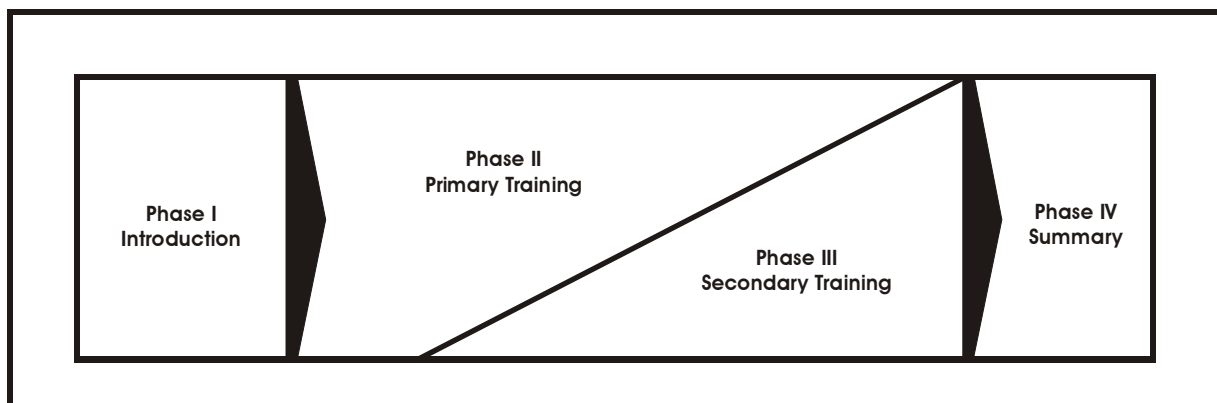 Phase I
Introduction
Phase II
Primary Training
Phase III
Secondary Training
Phase IV
Summary